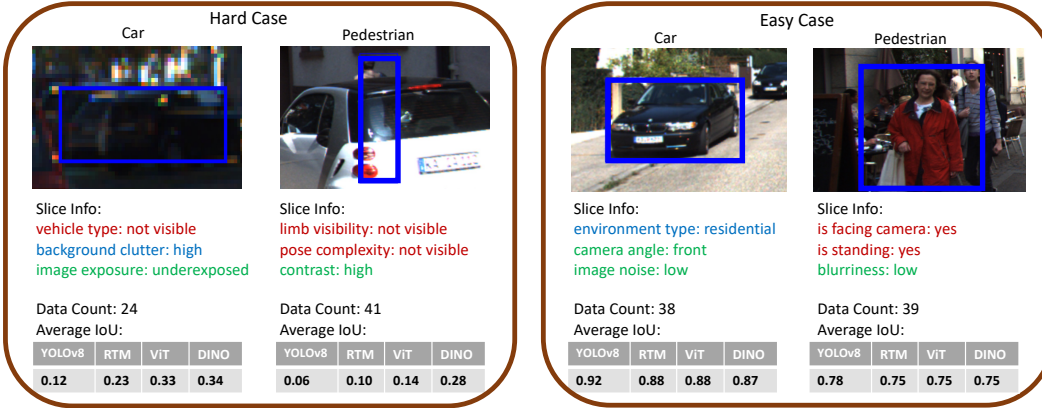 Hard Case
Car
Pedestrian
Slice Info:
vehicle type: not visible
background clutter: high
image exposure: underexposed
Data Count: 24
Average IoU:
YOLOv8 RTM ViT DINO
0.12 0.23 0.33 0.34
Slice Info:
limb visibility: not visible
pose complexity: not visible
contrast: high
Data Count: 41
Average IoU:
YOLOv8 RTM ViT DINO
0.06 0.10 0.14 0.28
Easy Case
Car
Pedestrian
Slice Info:
environment type: residential
camera angle: front
image noise: low
Data Count: 38
Average IoU:
YOLOv8 RTM ViT DINO
0.92 0.88 0.88 0.87
Slice Info:
is facing camera: yes
is standing: yes
blurriness: low
Data Count: 39
Average IoU:
YOLOv8 RTM ViT DINO
0.78 0.75 0.75 0.75